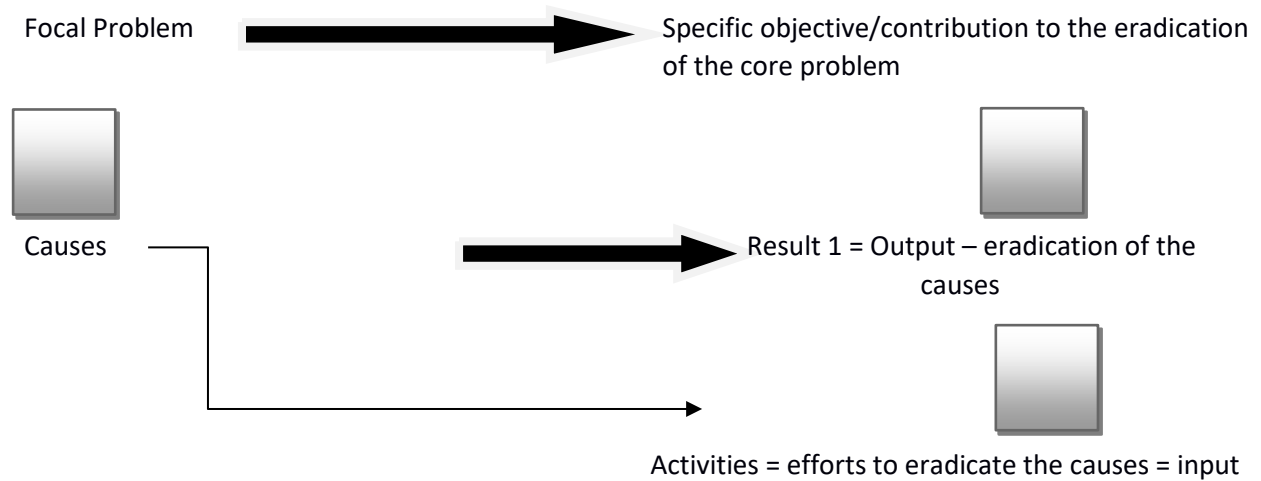 Focal Problem
Specific objective/contribution to the eradication
of the core problem
Causes
Result 1 = Output – eradication of the
causes
Activities = efforts to eradicate the causes = input